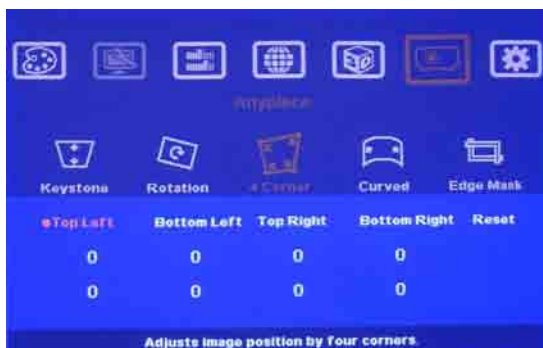 Anyplace
Keystone Rotation 4 Corner Curved Edge Mask
Top Left Bottom Left Top Right Bottom Right Reset
0 0 0 0
0 0 0 0
Adjusts image position by four corners.